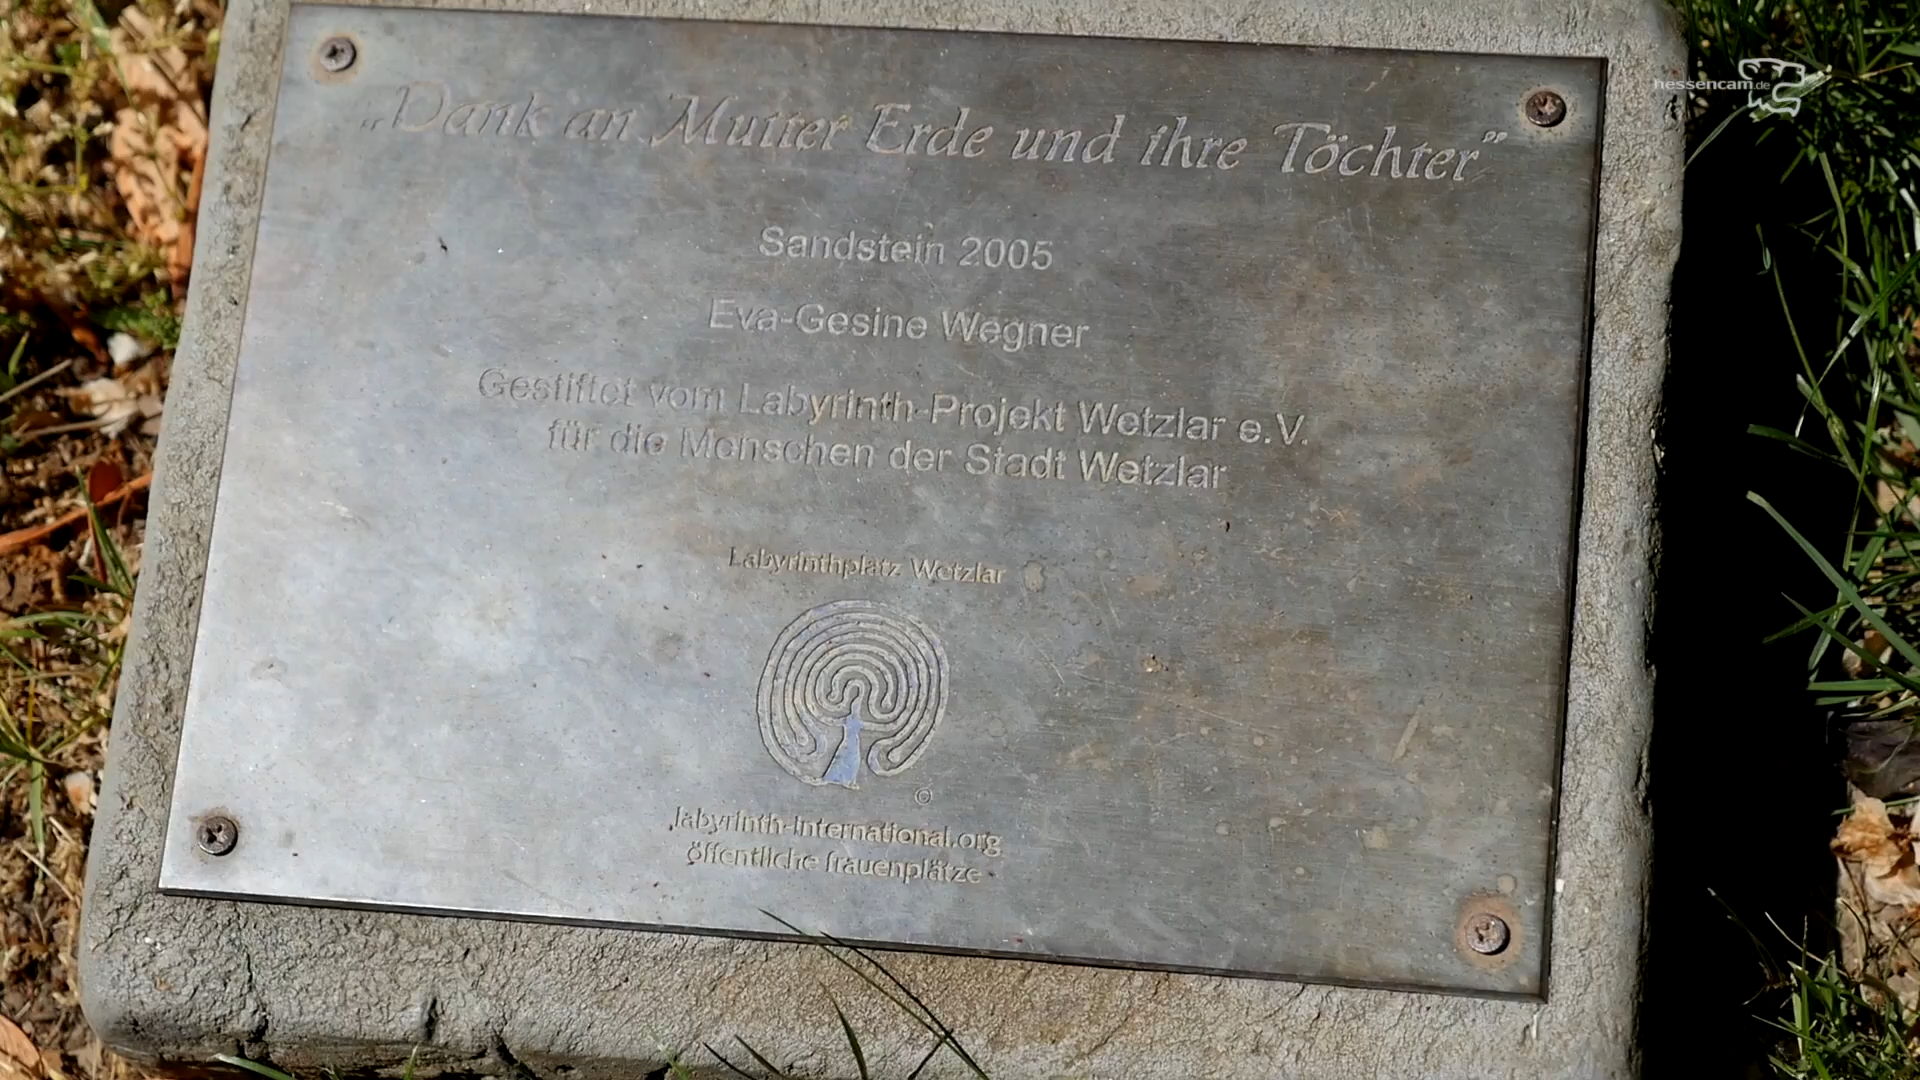 hessencam.de
„Dank an Mutter Erde und ihre Töchter”
Sandstein 2005
Eva-Gesine Wegner
Gestiftet vom Labyrinth-Projekt Wetzlar e.V.
für die Menschen der Stadt Wetzlar
Labyrinthplatz Wetzlar
©
labyrinth-international.org
öffentliche frauenplätze